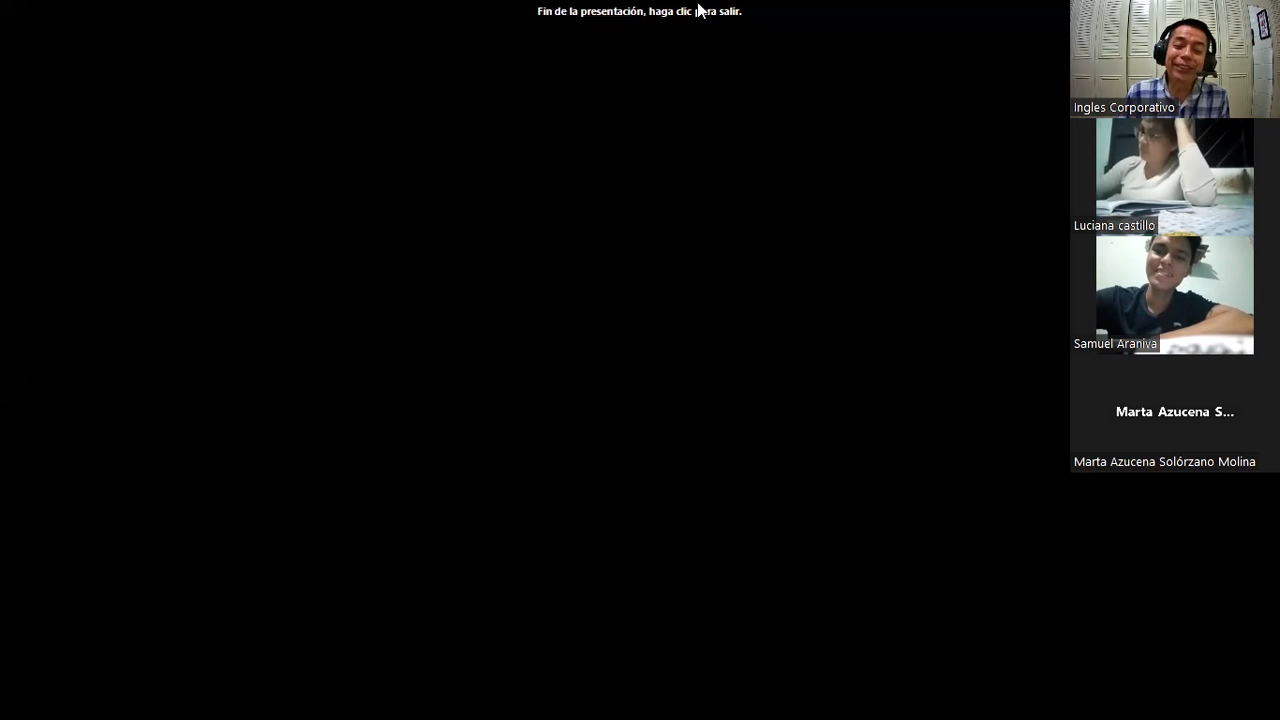 Fin de la presentación, haga clic para salir.
Ingles Corporativo
Luciana castillo
Samuel Araniva
Marta Azucena S...
Marta Azucena Solórzano Molina